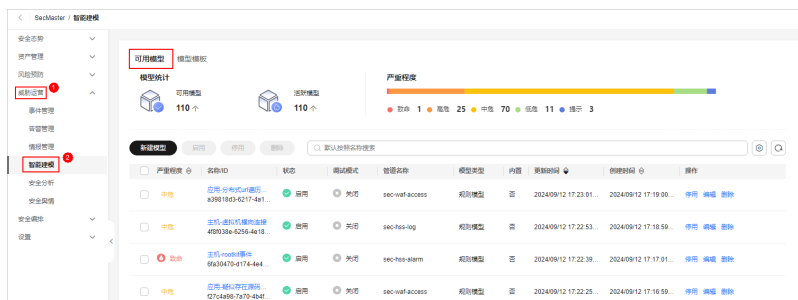 SecMaster / 智能建模
安全态势
资产管理
风险预防
威胁运营 1
事件管理
告警管理
情报管理
智能建模 2
安全分析
安全舆情
安全编排
设置
可用模型 模型模板
模型统计
可用模型
110 个
活跃模型
110 个
严重程度
致命 1 高危 25 中危 70 低危 11 提示 3
新建模型 启用 停用 删除 默认按照名称搜索
严重程度 名称/ID 状态 调试模式 管道名称 模型类型 内置 更新时间 创建时间 操作
中危 应用-分布式url遍历... 启用 关闭 sec-waf-access 规则模型 否 2024/09/12 17:23:01... 2024/09/12 17:19:00... 停用 编辑 删除
a39818d3-6217-4a1...
中危 主机-虚拟机横向连接 启用 关闭 sec-hss-log 规则模型 否 2024/09/12 17:22:53... 2024/09/12 17:18:59... 停用 编辑 删除
4f8f038e-6256-4e18...
致命 主机-rootkit事件 启用 关闭 sec-hss-alarm 规则模型 否 2024/09/12 17:22:39... 2024/09/12 17:17:01... 停用 编辑 删除
6fa30470-d174-4e4...
中危 应用-疑似存在源码... 启用 关闭 sec-waf-access 规则模型 否 2024/09/12 17:22:25... 2024/09/12 17:16:59... 停用 编辑 删除
f27c4a98-7a70-4b4f...